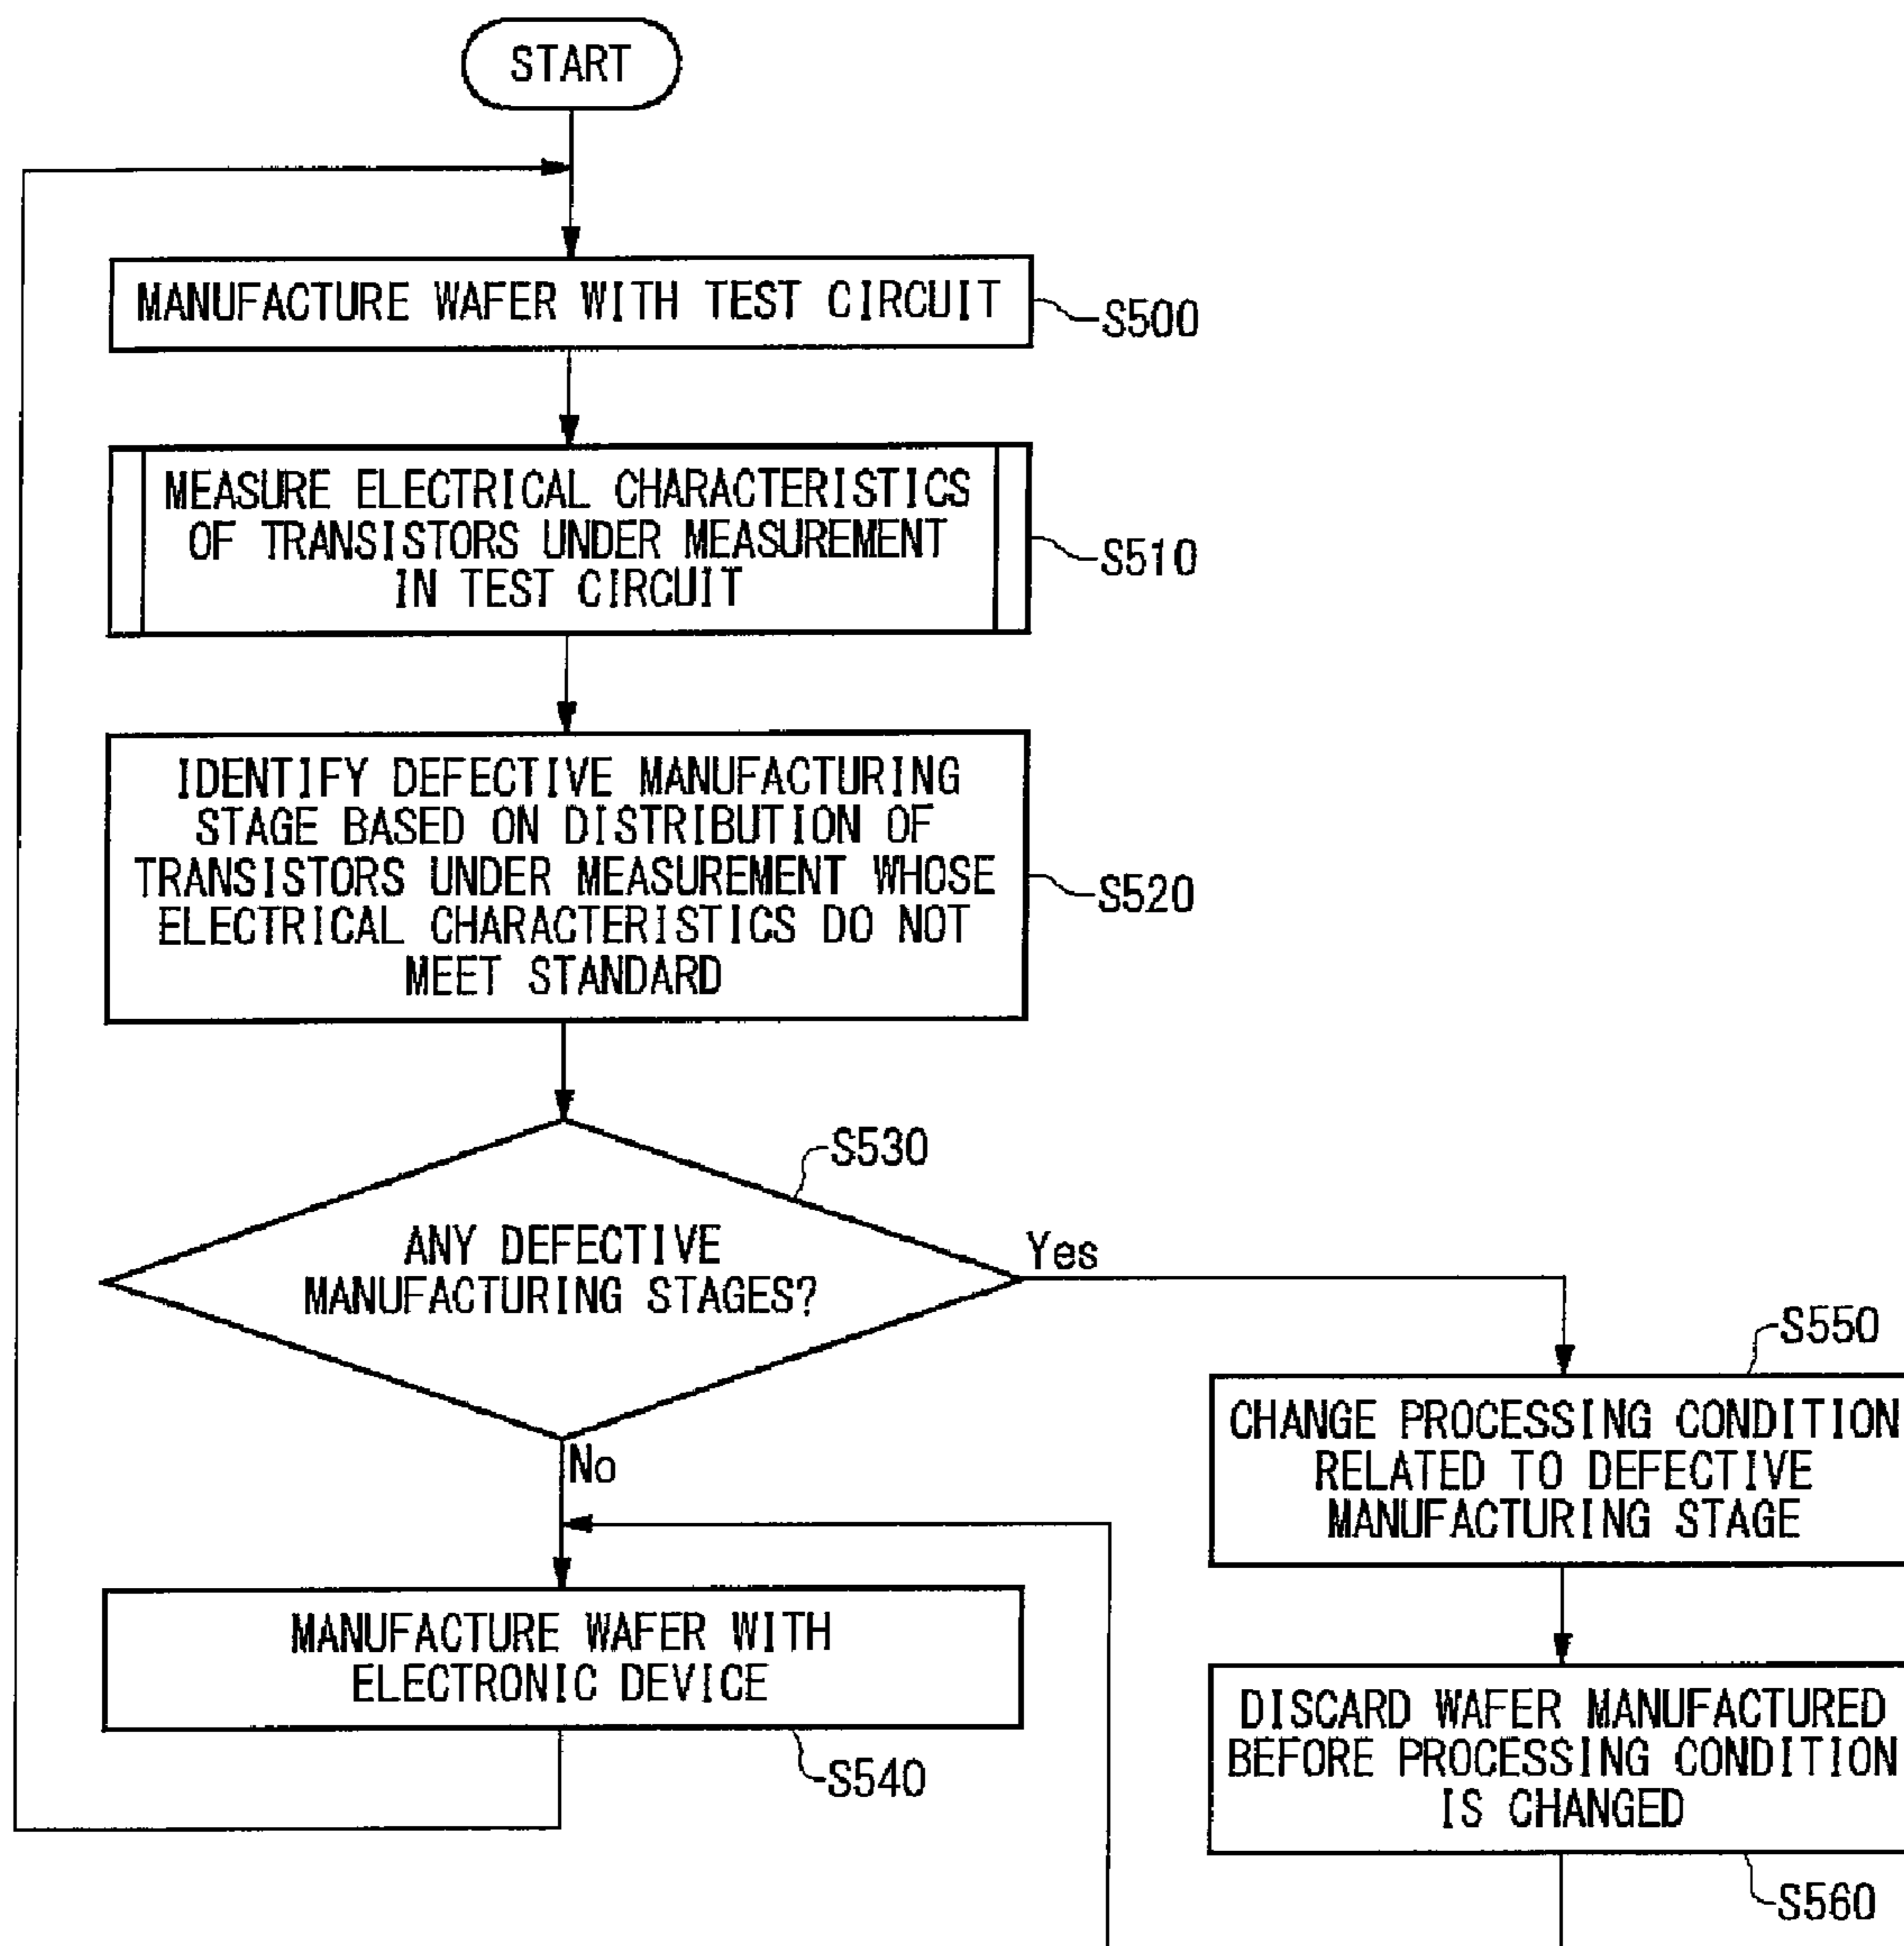 START
MANUFACTURE WAFER WITH TEST CIRCUIT
S500
MEASURE ELECTRICAL CHARACTERISTICS
OF TRANSISTORS UNDER MEASUREMENT
IN TEST CIRCUIT
S510
IDENTIFY DEFECTIVE MANUFACTURING
STAGE BASED ON DISTRIBUTION OF
TRANSISTORS UNDER MEASUREMENT WHOSE
ELECTRICAL CHARACTERISTICS DO NOT
MEET STANDARD
S520
S530
ANY DEFECTIVE
MANUFACTURING STAGES?
Yes
No
MANUFACTURE WAFER WITH
ELECTRONIC DEVICE
S540
S550
CHANGE PROCESSING CONDITION
RELATED TO DEFECTIVE
MANUFACTURING STAGE
DISCARD WAFER MANUFACTURED
BEFORE PROCESSING CONDITION
IS CHANGED
S560